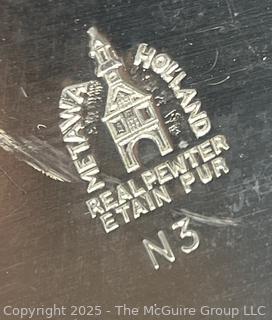 METAWA HOLLAND
REAL PEWTER
ETAIN PUR
N3
Copyright 2025 - The McGuire Group LLC